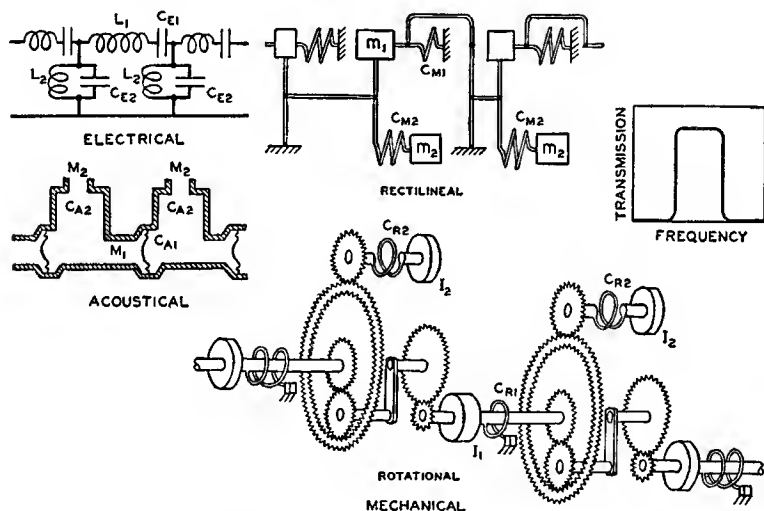 L1
CE1
L2
CE2
L2
CE2
ELECTRICAL
m1
CM1
CM2
m2
CM2
m2
RECTILINEAL
TRANSMISSION
FREQUENCY
M2
M2
CA2
CA2
M1
CA1
ACOUSTICAL
CR2
I2
CR2
I2
CR1
I1
ROTATIONAL
MECHANICAL